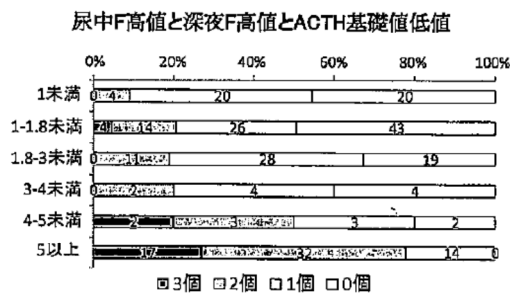 尿中F高値と深夜F高値とACTH基礎値低値
0% 20% 40% 60% 80% 100%
1未満 0 4 20 20
1-1.8未満 4 14 26 43
1.8-3未満 0 11 28 19
3-4未満 0 2 4 4
4-5未満 2 3 3 2
5以上 17 32 14 0
3個 2個 1個 0個